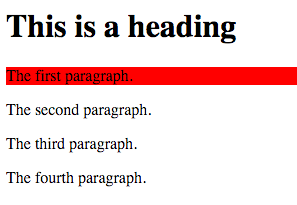 This is a heading
The first paragraph.
The second paragraph.
The third paragraph.
The fourth paragraph.